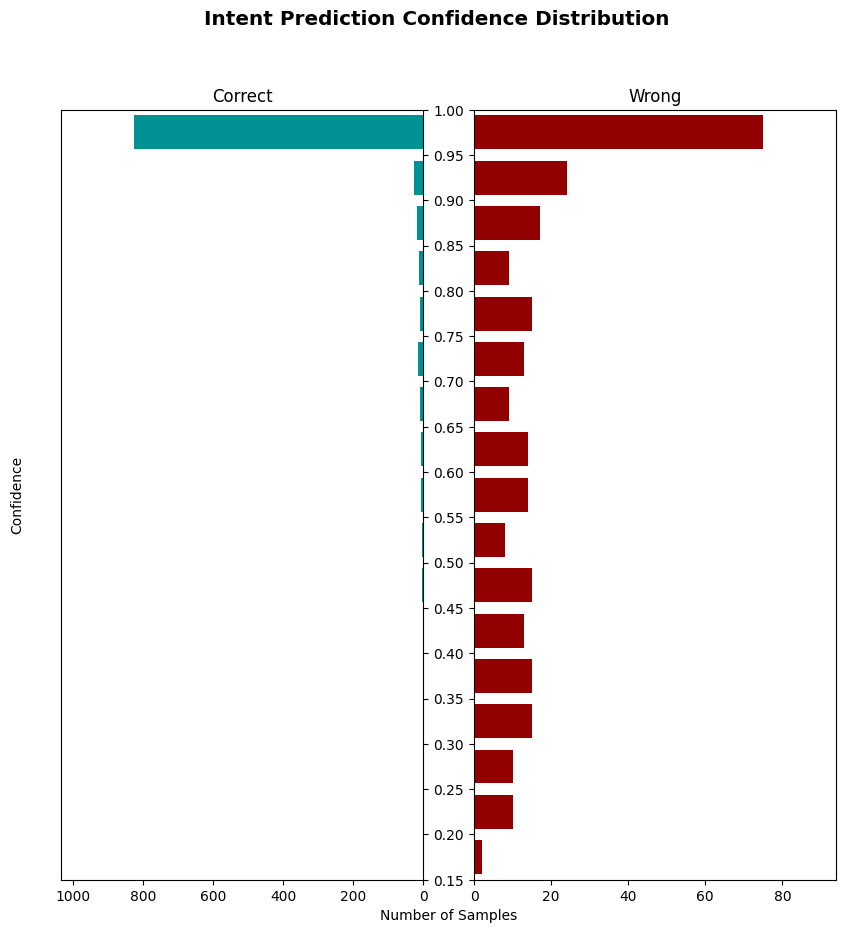 Intent Prediction Confidence Distribution
Correct
Wrong
Confidence
1.00
0.95
0.90
0.85
0.80
0.75
0.70
0.65
0.60
0.55
0.50
0.45
0.40
0.35
0.30
0.25
0.20
0.15
1000 800 600 400 200 0
0 20 40 60 80
Number of Samples